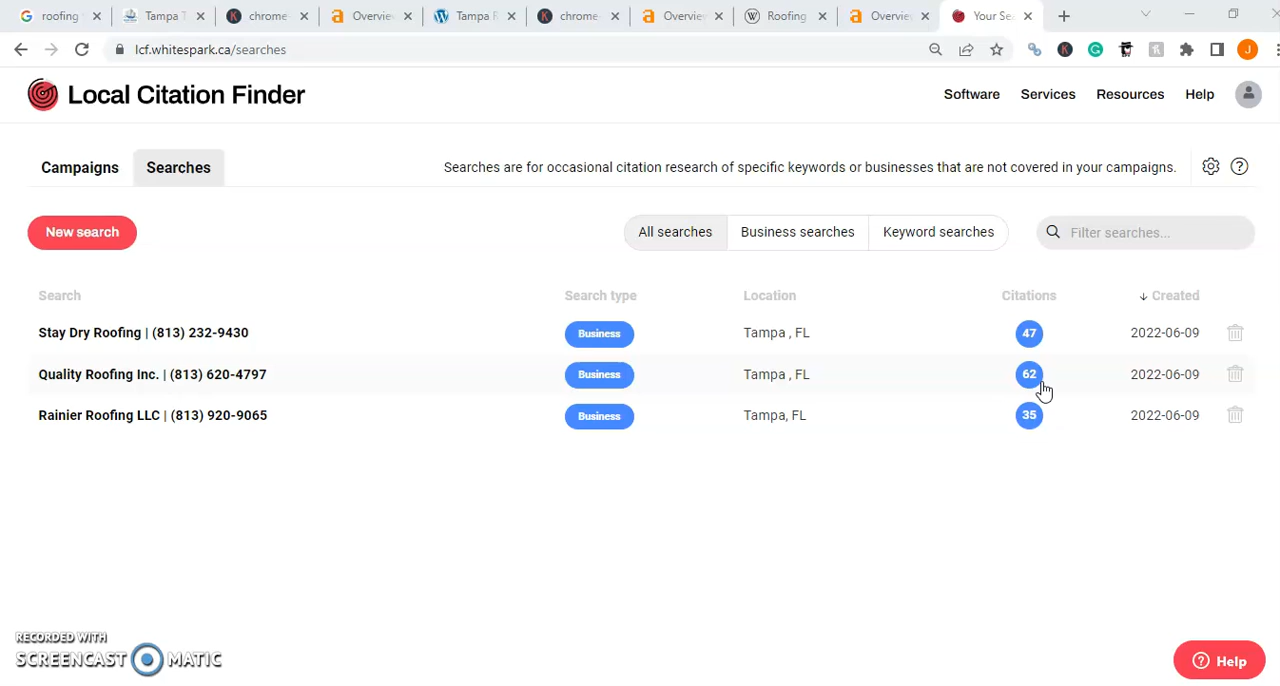 roofing
Tampa T
chrome-
Overvie
Tampa R
chrome
Overvie
Roofing
Overvie
Your Se
lcf.whitespark.ca/searches
J
Local Citation Finder
Software Services Resources Help
Campaigns Searches
Searches are for occasional citation research of specific keywords or businesses that are not covered in your campaigns.
New search
All searches Business searches Keyword searches
Filter searches...
Search Search type Location Citations Created
Stay Dry Roofing | (813) 232-9430 Business Tampa , FL 47 2022-06-09
Quality Roofing Inc. | (813) 620-4797 Business Tampa , FL 62 2022-06-09
Rainier Roofing LLC | (813) 920-9065 Business Tampa, FL 35 2022-06-09
RECORDED WITH
SCREENCAST MATIC
Help